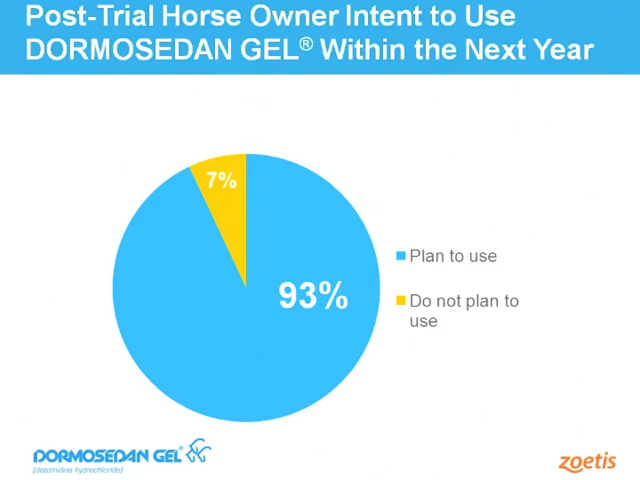 Post-Trial Horse Owner Intent to Use
DORMOSEDAN GEL® Within the Next Year
7%
93%
Plan to use
Do not plan to
use
DORMOSEDAN GEL®
(detomidine hydrochloride)
zoetis